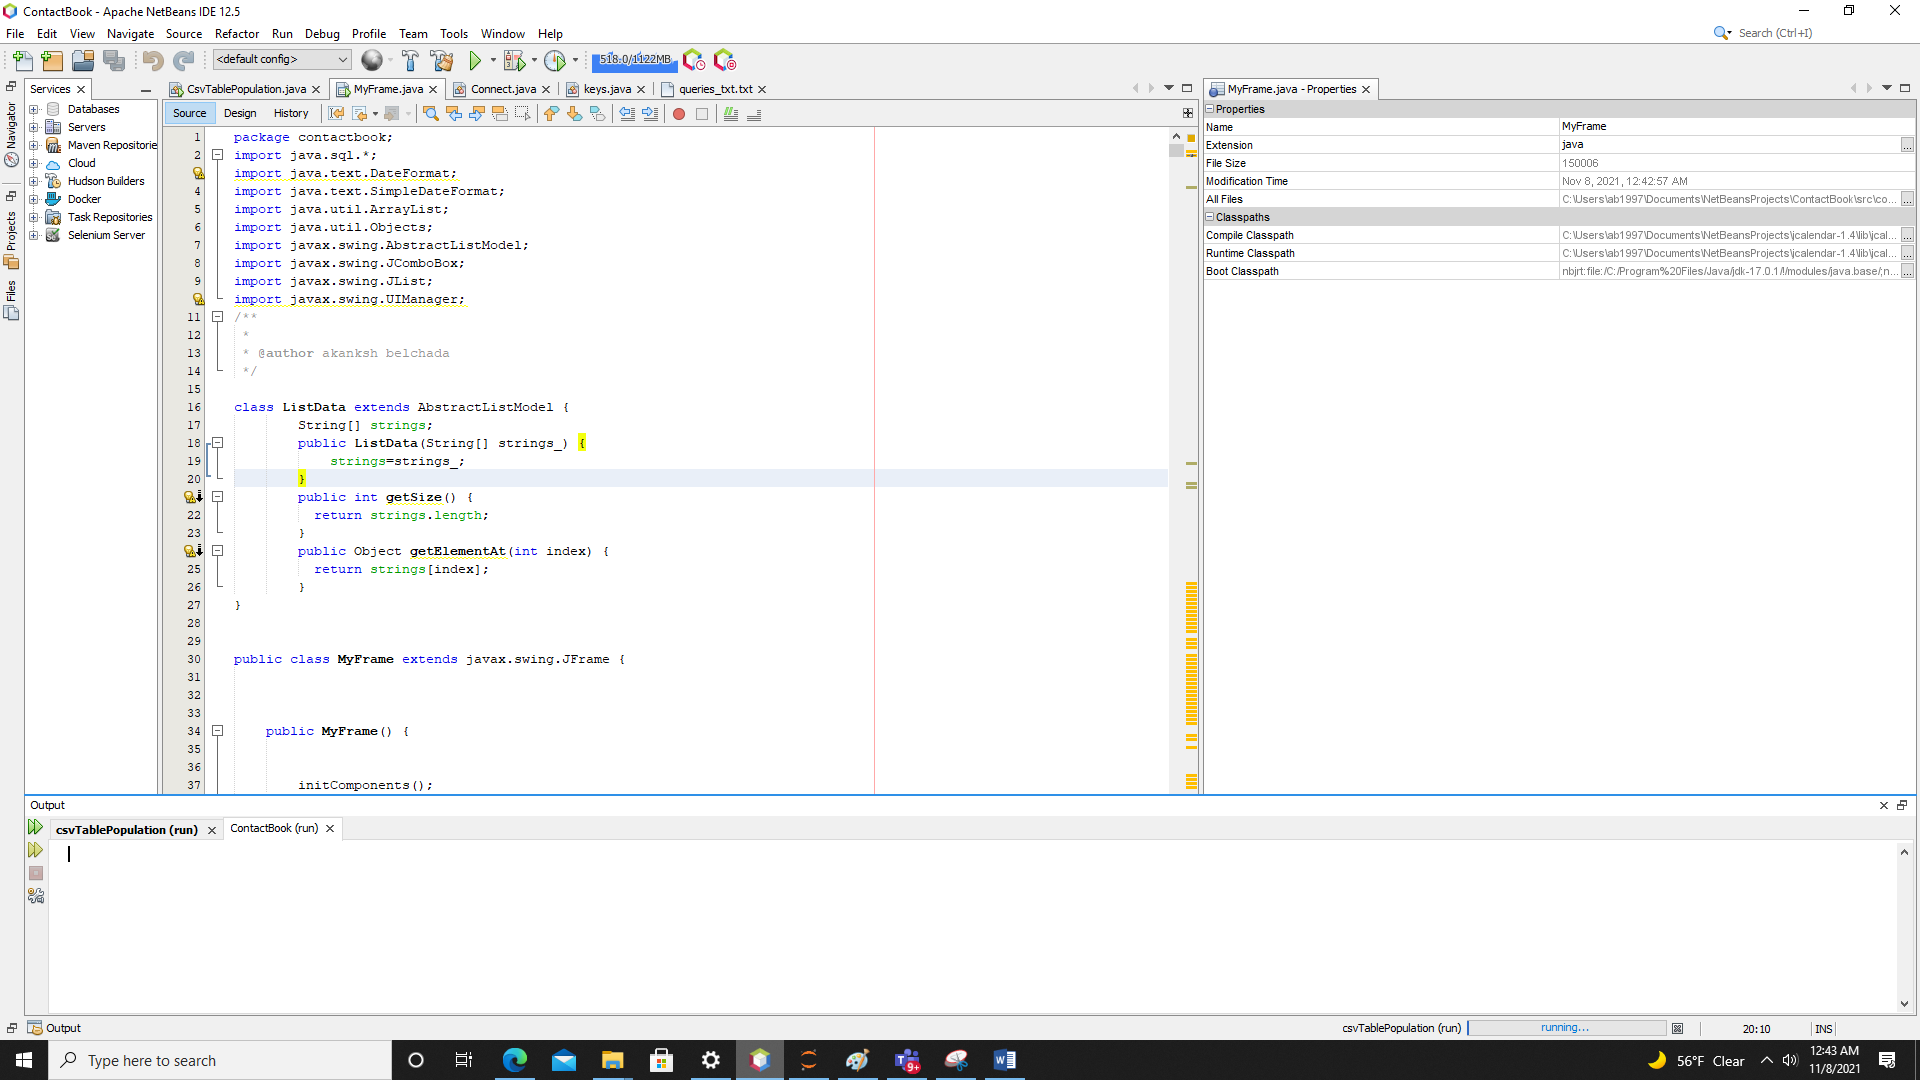 ContactBook - Apache NetBeans IDE 12.5
File Edit View Navigate Source Refactor Run Debug Profile Team Tools Window Help
Search (Ctrl+I)
<default config>
518.0/1122MB
Services
CsvTablePopulation.java
MyFrame.java
Connect.java
keys.java
queries_txt.txt
MyFrame.java - Properties
Navigator
Projects
Files
Databases
Servers
Maven Repositorie
Cloud
Hudson Builders
Docker
Task Repositories
Selenium Server
Source Design History
1 package contactbook;
2 import java.sql.*;
import java.text.DateFormat;
4 import java.text.SimpleDateFormat;
5 import java.util.ArrayList;
6 import java.util.Objects;
7 import javax.swing.AbstractListModel;
8 import javax.swing.JComboBox;
9 import javax.swing.JList;
import javax.swing.UIManager;
11 /**
12 *
13 * @author akanksh belchada
14 */
15
16 class ListData extends AbstractListModel {
17 String[] strings;
18 public ListData(String[] strings_) {
19 strings=strings_;
20 }
public int getSize() {
22 return strings.length;
23 }
public Object getElementAt(int index) {
25 return strings[index];
26 }
27 }
28
29
30 public class MyFrame extends javax.swing.JFrame {
31
32
33
34 public MyFrame() {
35
36
37 initComponents();
Properties
Name MyFrame
Extension java
File Size 150006
Modification Time Nov 8, 2021, 12:42:57 AM
All Files C:\Users\ab1997\Documents\NetBeansProjects\ContactBook\src\co...
Classpaths
Compile Classpath C:\Users\ab1997\Documents\NetBeansProjects\jcalendar-1.4\lib\jcal...
Runtime Classpath C:\Users\ab1997\Documents\NetBeansProjects\jcalendar-1.4\lib\jcal...
Boot Classpath nbjrt:file:/C:/Program%20Files/Java/jdk-17.0.1/!/modules/java.base/;n...
Output
csvTablePopulation (run)
ContactBook (run)
Output
csvTablePopulation (run)
running...
20:10
INS
Type here to search
9+
56°F Clear
12:43 AM
11/8/2021